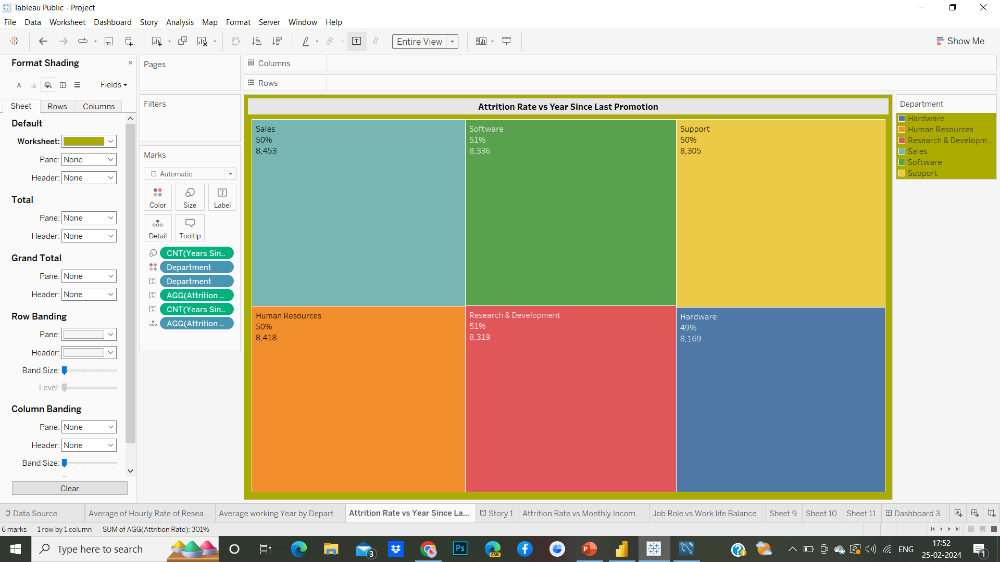 Tableau Public - Project
File Data Worksheet Dashboard Story Analysis Map Format Server Window Help
Entire View
Show Me
Format Shading
Fields
Sheet Rows Columns
Default
Worksheet:
Pane: None
Header: None
Total
Pane: None
Header: None
Grand Total
Pane: None
Header: None
Row Banding
Pane:
Header:
Band Size:
Level:
Column Banding
Pane: None
Header: None
Band Size:
Clear
Pages
Filters
Marks
Automatic
Color Size Label
Detail Tooltip
CNT(Years Sin..
Department
Department
AGG(Attrition ..
CNT(Years Sin..
AGG(Attrition ..
Columns
Rows
Attrition Rate vs Year Since Last Promotion
Sales
50%
8,453
Software
51%
8,336
Support
50%
8,305
Human Resources
50%
8,418
Research & Development
51%
8,319
Hardware
49%
8,169
Department
Hardware
Human Resources
Research & Developm..
Sales
Software
Support
Data Source Average of Hourly Rate of Resea... Average working Year by Depart... Attrition Rate vs Year Since La... Story 1 Attrition Rate vs Monthly Incom... Job Role vs Work life Balance Sheet 9 Sheet 10 Sheet 11 Dashboard 3
6 marks 1 row by 1 column SUM of AGG(Attrition Rate): 301%
Type here to search
3
Ps
CAN
P
ENG
17:52
25-02-2024
1